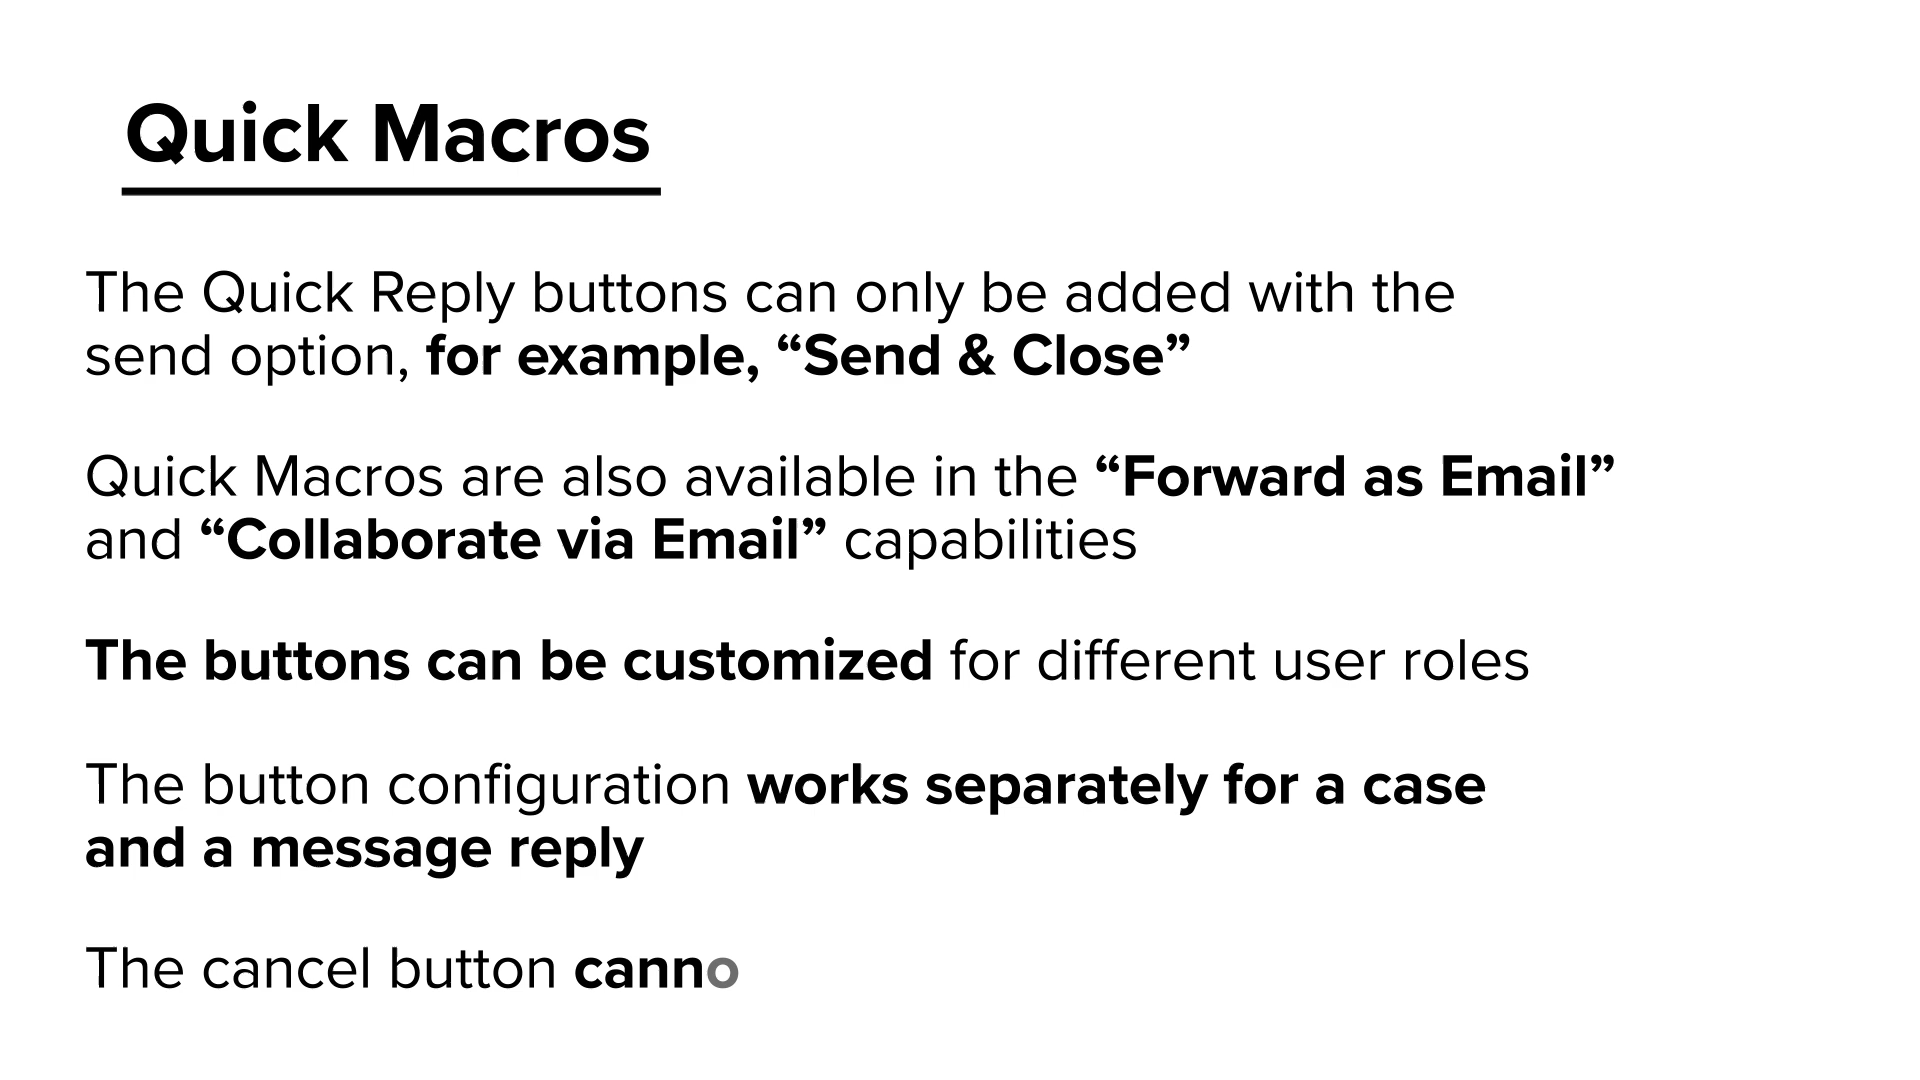 Quick Macros
The Quick Reply buttons can only be added with the
send option, for example, “Send & Close”
Quick Macros are also available in the “Forward as Email”
and “Collaborate via Email” capabilities
The buttons can be customized for different user roles
The button configuration works separately for a case
and a message reply
The cancel button canno